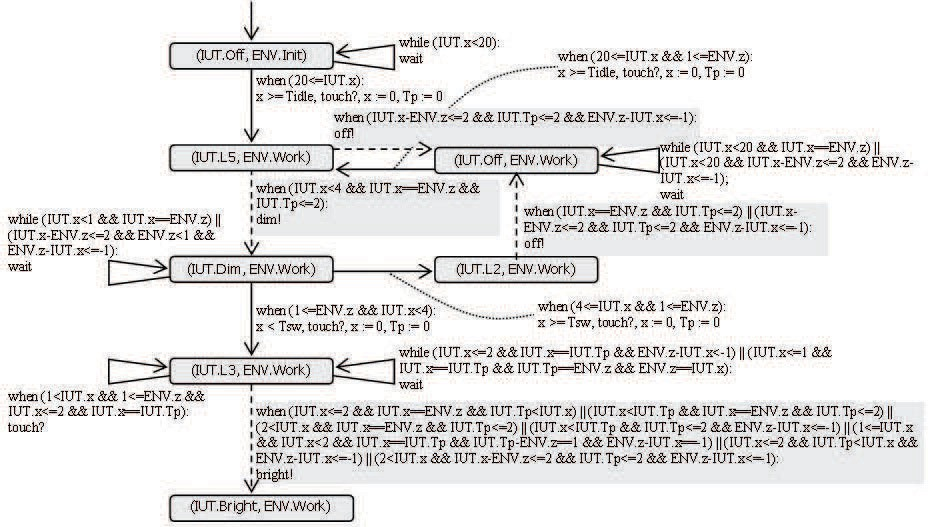 (IUT.Off, ENV.Init)
while (IUT.x<20):
wait
when (20<=IUT.x):
x >= Tidle, touch?, x := 0, Tp := 0
when (20<=IUT.x && 1<=ENV.z):
x >= Tidle, touch?, x := 0, Tp := 0
when (IUT.x-ENV.z<=2 && IUT.Tp<=2 && ENV.z-IUT.x<=-1):
off!
(IUT.L5, ENV.Work)
(IUT.Off, ENV.Work)
while (IUT.x<20 && IUT.x==ENV.z) ||
(IUT.x<20 && IUT.x-ENV.z<=2 && ENV.z-
IUT.x<=-1);
wait
when (IUT.x<4 && IUT.x==ENV.z &&
IUT.Tp<=2):
dim!
when (IUT.x==ENV.z && IUT.Tp<=2) || (IUT.x-
ENV.z<=2 && IUT.Tp<=2 && ENV.z-IUT.x<=-1):
off!
while (IUT.x<1 && IUT.x==ENV.z) ||
(IUT.x-ENV.z<=2 && ENV.z<1 &&
ENV.z-IUT.x<=-1):
wait
(IUT.Dim, ENV.Work)
(IUT.L2, ENV.Work)
when (1<=ENV.z && IUT.x<4):
x < Tsw, touch?, x := 0, Tp := 0
when (4<=IUT.x && 1<=ENV.z):
x >= Tsw, touch?, x := 0, Tp := 0
(IUT.L3, ENV.Work)
while (IUT.x<=2 && IUT.x==IUT.Tp && ENV.z-IUT.x<-1) || (IUT.x<=1 &&
IUT.x==IUT.Tp && IUT.Tp==ENV.z && ENV.z==IUT.x):
wait
when (1<IUT.x && 1<=ENV.z &&
IUT.x<=2 && IUT.x==IUT.Tp):
touch?
when (IUT.x<=2 && IUT.x==ENV.z && IUT.Tp<IUT.x) || (IUT.x<IUT.Tp && IUT.x==ENV.z && IUT.Tp<=2) ||
(2<IUT.x && IUT.x==ENV.z && IUT.Tp<=2) || (IUT.x<IUT.Tp && IUT.Tp<=2 && ENV.z-IUT.x<=-1) || (1<=IUT.x
&& IUT.x<2 && IUT.x==IUT.Tp && IUT.Tp-ENV.z==1 && ENV.z-IUT.x==-1) || (IUT.x<=2 && IUT.Tp<IUT.x &&
ENV.z-IUT.x<=-1) || (2<IUT.x && IUT.x-ENV.z<=2 && IUT.Tp<=2 && ENV.z-IUT.x<=-1):
bright!
(IUT.Bright, ENV.Work)